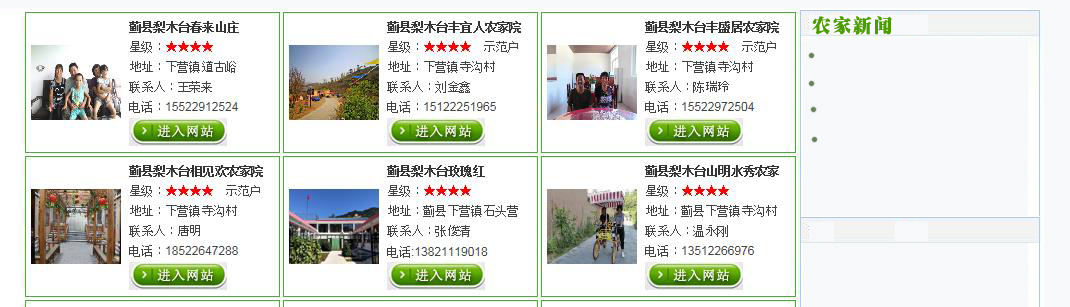 蓟县梨木台春来山庄
星级：★★★★
地址：下营镇道古峪
联系人：王荣来
电话：15522912524
进入网站
蓟县梨木台丰宜人农家院
星级：★★★★ 示范户
地址：下营镇寺沟村
联系人：刘金鑫
电话：15122251965
进入网站
蓟县梨木台丰盛居农家院
星级：★★★★ 示范户
地址：下营镇寺沟村
联系人：陈瑞玲
电话：15522972504
进入网站
农家新闻
蓟县梨木台相见欢农家院
星级：★★★★ 示范户
地址：下营镇寺沟村
联系人：唐明
电话：18522647288
进入网站
蓟县梨木台玫瑰红
星级：★★★★
地址：蓟县下营镇石头营
联系人：张俊清
电话:13821119018
进入网站
蓟县梨木台山明水秀农家
星级：★★★★
地址：蓟县下营镇寺沟村
联系人：温永刚
电话：13512266976
进入网站